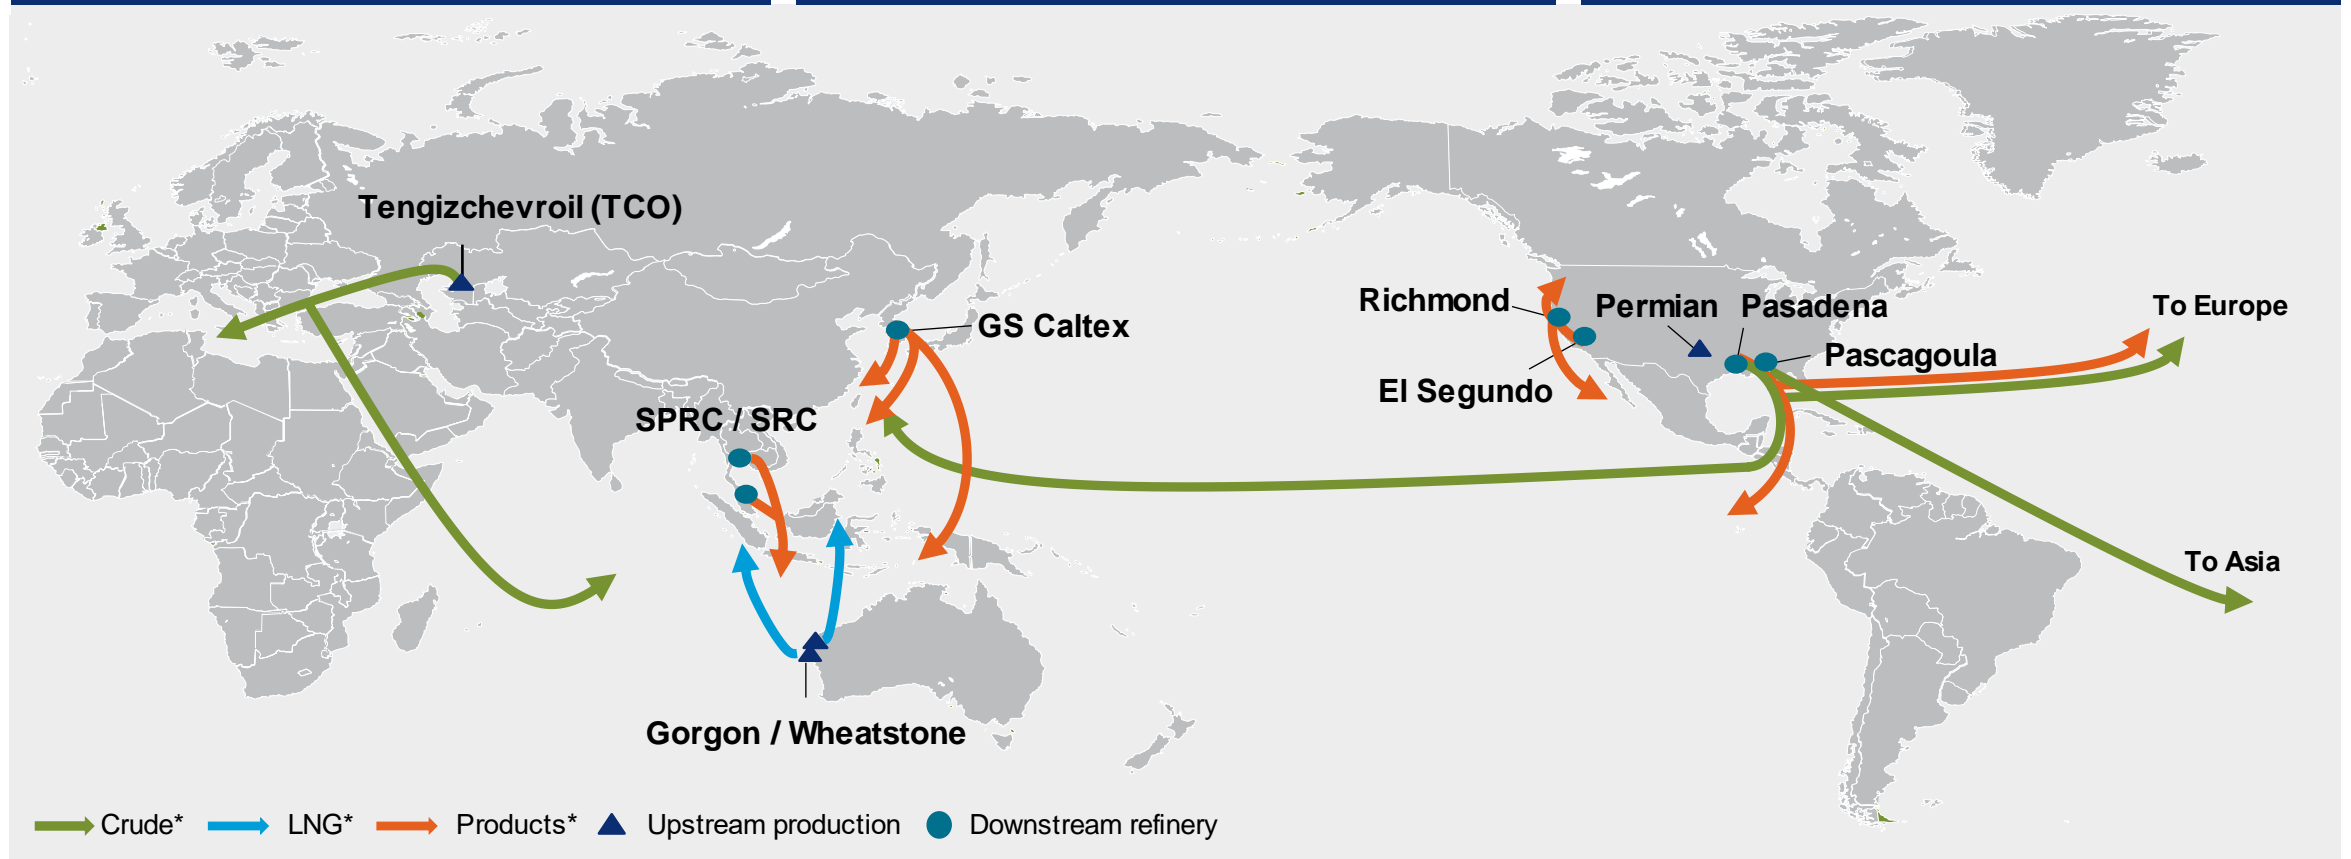 Tengizchevroil (TCO)
GS Caltex
SPRC / SRC
Gorgon / Wheatstone
Richmond
Permian
Pasadena
El Segundo
Pascagoula
To Europe
To Asia
Crude*
LNG*
Products*
Upstream production
Downstream refinery